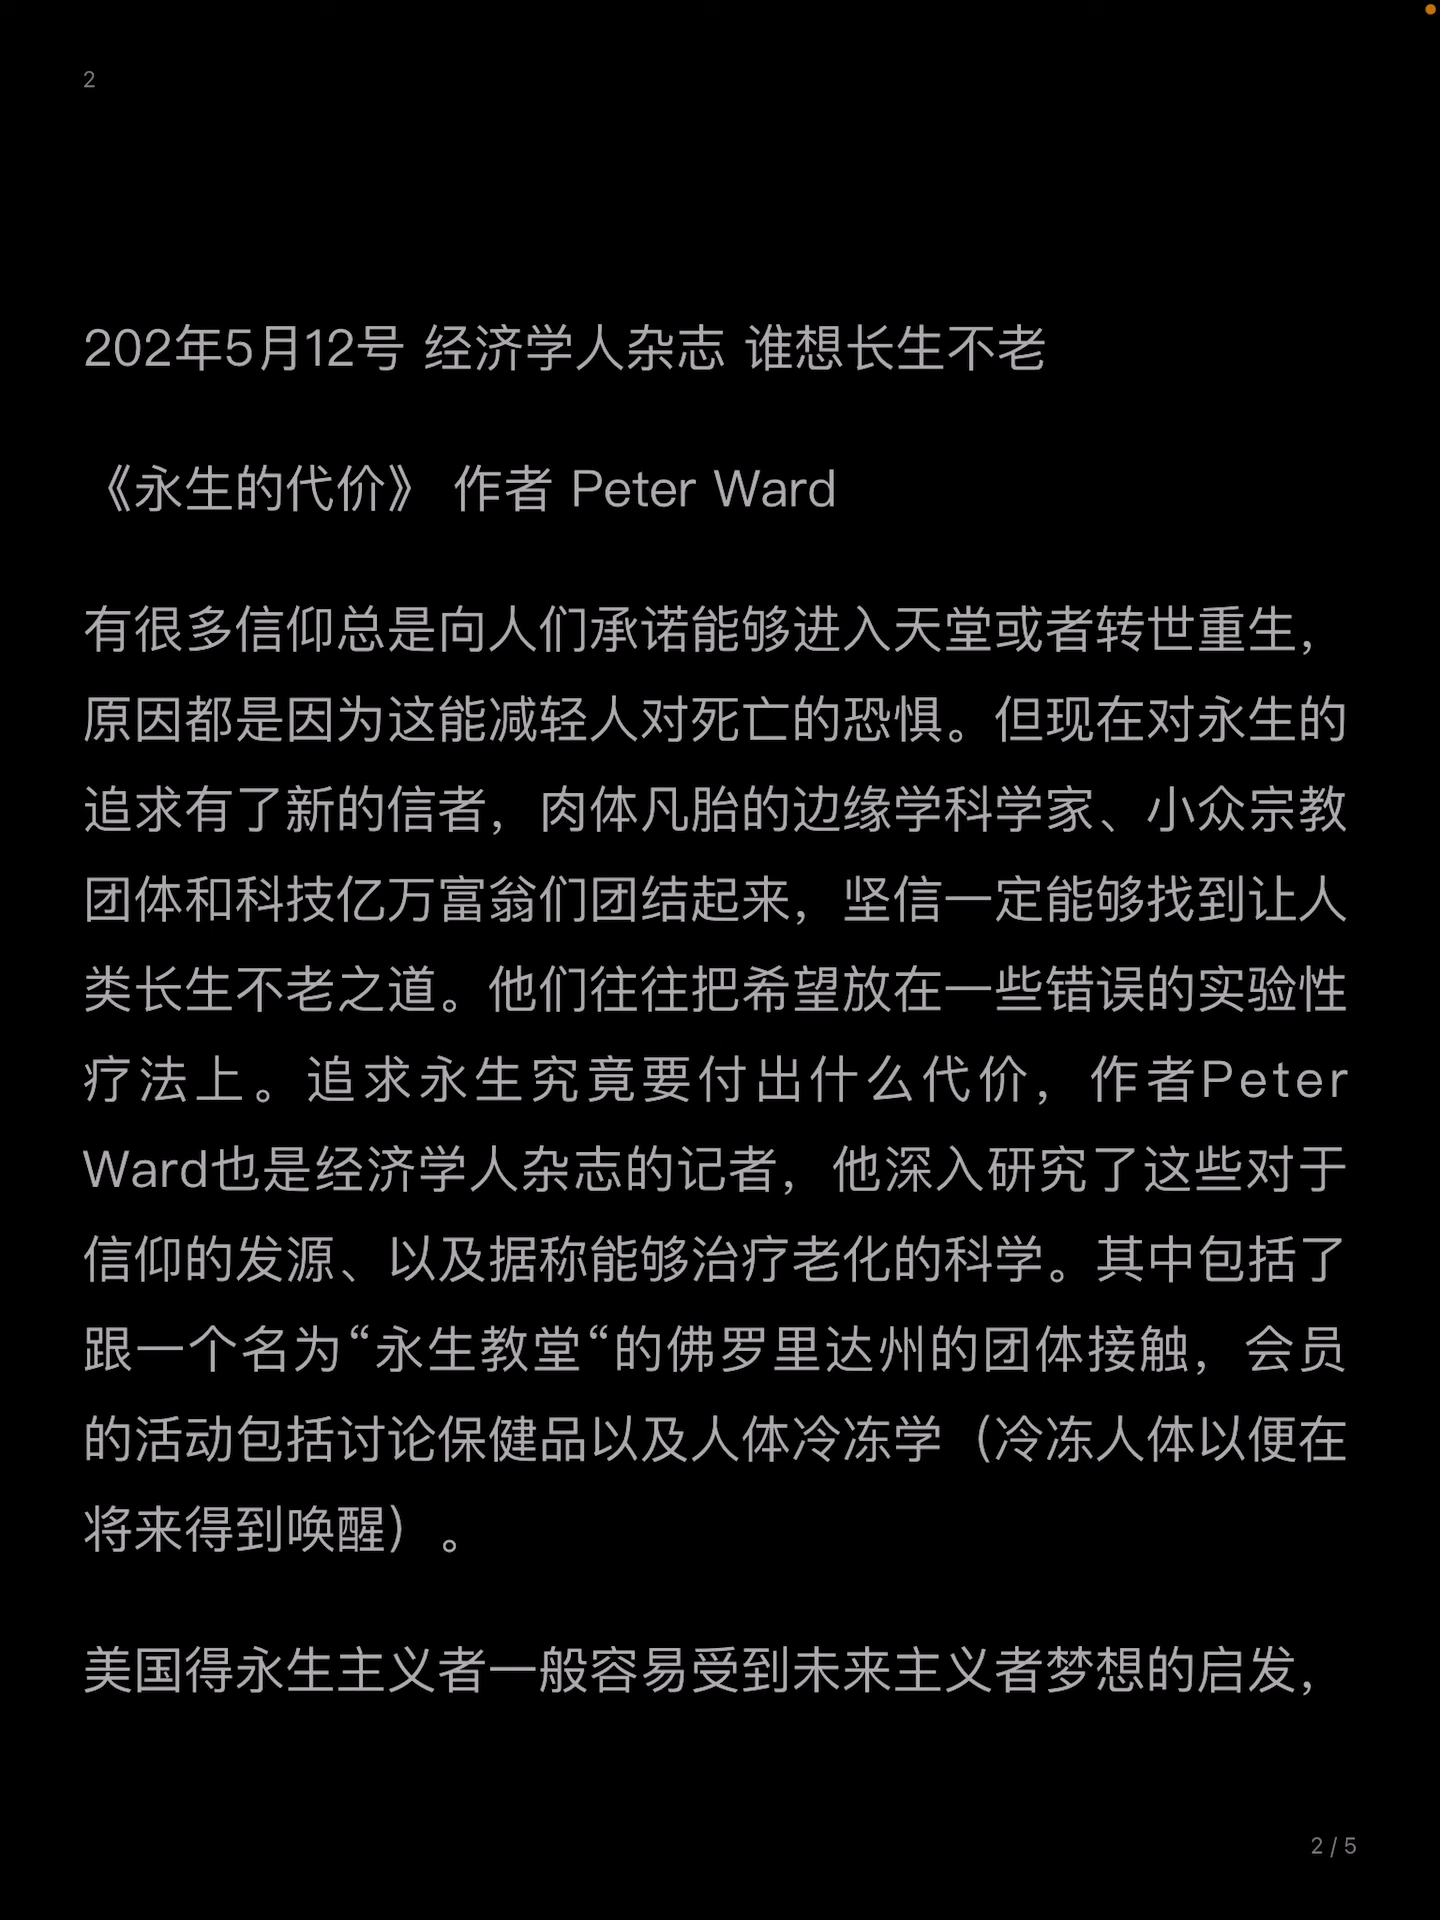 2
202年5月12号 经济学人杂志 谁想长生不老
《永生的代价》 作者 Peter Ward
有很多信仰总是向人们承诺能够进入天堂或者转世重生，
原因都是因为这能减轻人对死亡的恐惧。但现在对永生的
追求有了新的信者，肉体凡胎的边缘学科学家、小众宗教
团体和科技亿万富翁们团结起来，坚信一定能够找到让人
类长生不老之道。他们往往把希望放在一些错误的实验性
疗法上。追求永生究竟要付出什么代价，作者Peter
Ward也是经济学人杂志的记者，他深入研究了这些对于
信仰的发源、以及据称能够治疗老化的科学。其中包括了
跟一个名为“永生教堂“的佛罗里达州的团体接触，会员
的活动包括讨论保健品以及人体冷冻学（冷冻人体以便在
将来得到唤醒）。
美国得永生主义者一般容易受到未来主义者梦想的启发，
2 / 5